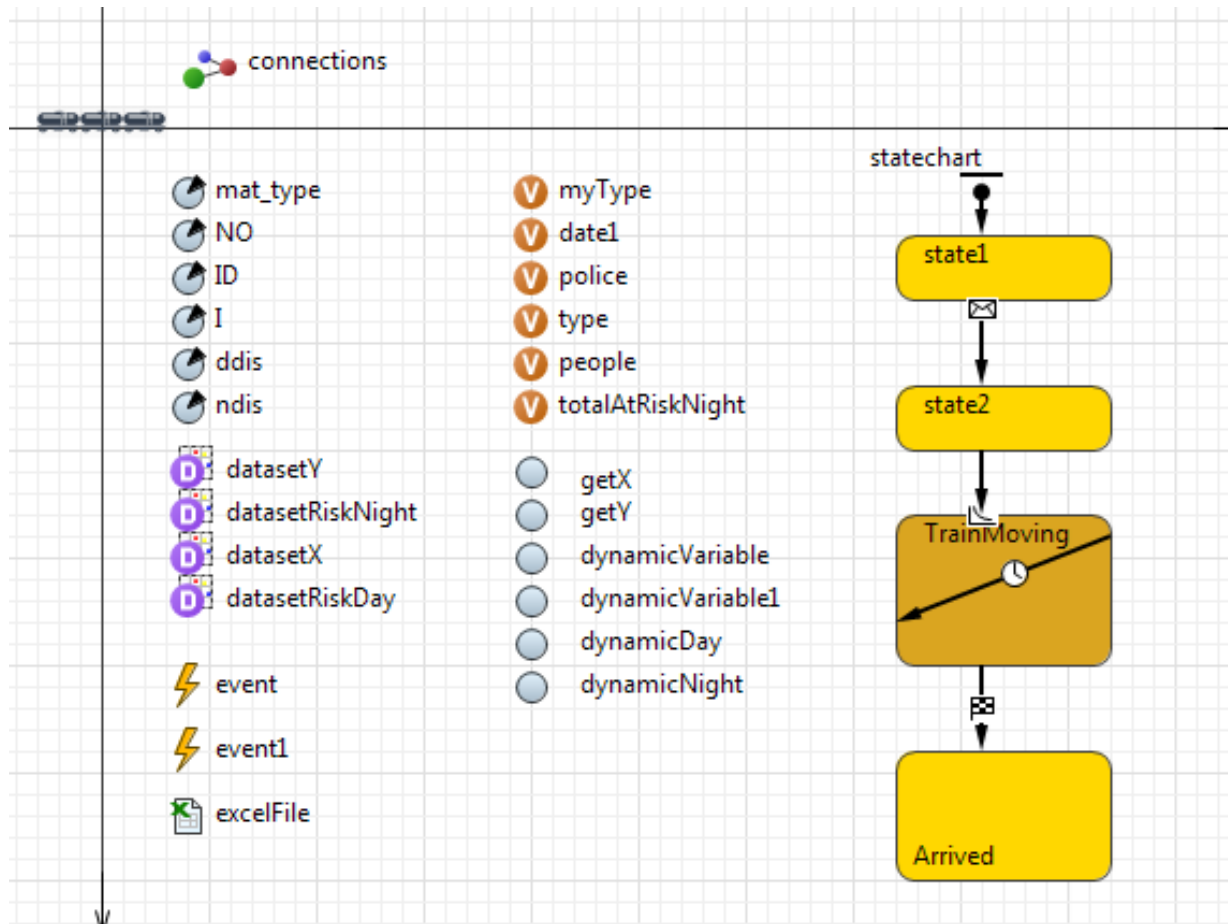 connections
statechart
mat_type
NO
ID
I
ddis
ndis
datasetY
datasetRiskNight
datasetX
datasetRiskDay
event
event1
excelFile
myType
date1
police
type
people
totalAtRiskNight
getX
getY
dynamicVariable
dynamicVariable1
dynamicDay
dynamicNight
state1
state2
TrainMoving
Arrived